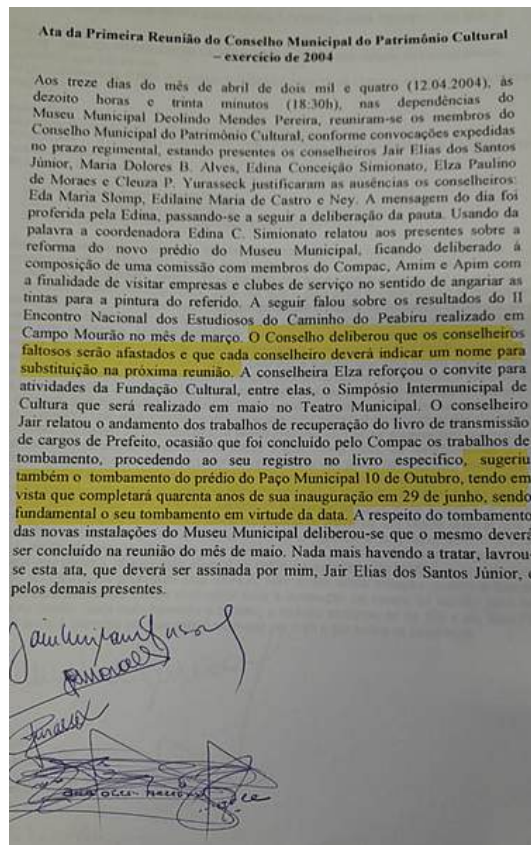 Ata da Primeira Reunião do Conselho Municipal do Patrimônio Cultural
– exercício de 2004
Aos treze dias do mês de abril de dois mil e quatro (12.04.2004), às
dezoito horas e trinta minutos (18:30h), nas dependências do
Museu Municipal Deolindo Mendes Pereira, reuniram-se os membros do
Conselho Municipal do Patrimônio Cultural, conforme convocações expedidas
no prazo regimental, estando presentes os conselheiros Jair Elias dos Santos
Júnior, Maria Dolores B. Alves, Edina Conceição Simionato, Elza Paulino
de Moraes e Cleuza P. Yurasseck justificaram as ausências os conselheiros:
Eda Maria Slomp, Edilaine Maria de Castro e Ney. A mensagem do dia foi
proferida pela Edina, passando-se a seguir a deliberação da pauta. Usando da
palavra a coordenadora Edina C. Simionato relatou aos presentes sobre a
reforma do novo prédio do Museu Municipal, ficando deliberado à
composição de uma comissão com membros do Compac, Amim e Apim com
a finalidade de visitar empresas e clubes de serviço no sentido de angariar as
tintas para a pintura do referido. A seguir falou sobre os resultados do II
Encontro Nacional dos Estudiosos do Caminho do Peabiru realizado em
Campo Mourão no mês de março. O Conselho deliberou que os conselheiros
faltosos serão afastados e que cada conselheiro deverá indicar um nome para
substituição na próxima reunião. A conselheira Elza reforçou o convite para
atividades da Fundação Cultural, entre elas, o Simpósio Intermunicipal de
Cultura que será realizado em maio no Teatro Municipal. O conselheiro
Jair relatou o andamento dos trabalhos de recuperação do livro de transmissão
de cargos de Prefeito, ocasião que foi concluído pelo Compac os trabalhos de
tombamento, procedendo ao seu registro no livro especifico, sugeriu
também o tombamento do prédio do Paço Municipal 10 de Outubro, tendo em
vista que completará quarenta anos de sua inauguração em 29 de junho, sendo
fundamental o seu tombamento em virtude da data. A respeito do tombamento
das novas instalações do Museu Municipal deliberou-se que o mesmo deverá
ser concluído na reunião do mês de maio. Nada mais havendo a tratar, lavrou-
se esta ata, que deverá ser assinada por mim, Jair Elias dos Santos Júnior, e
pelos demais presentes.